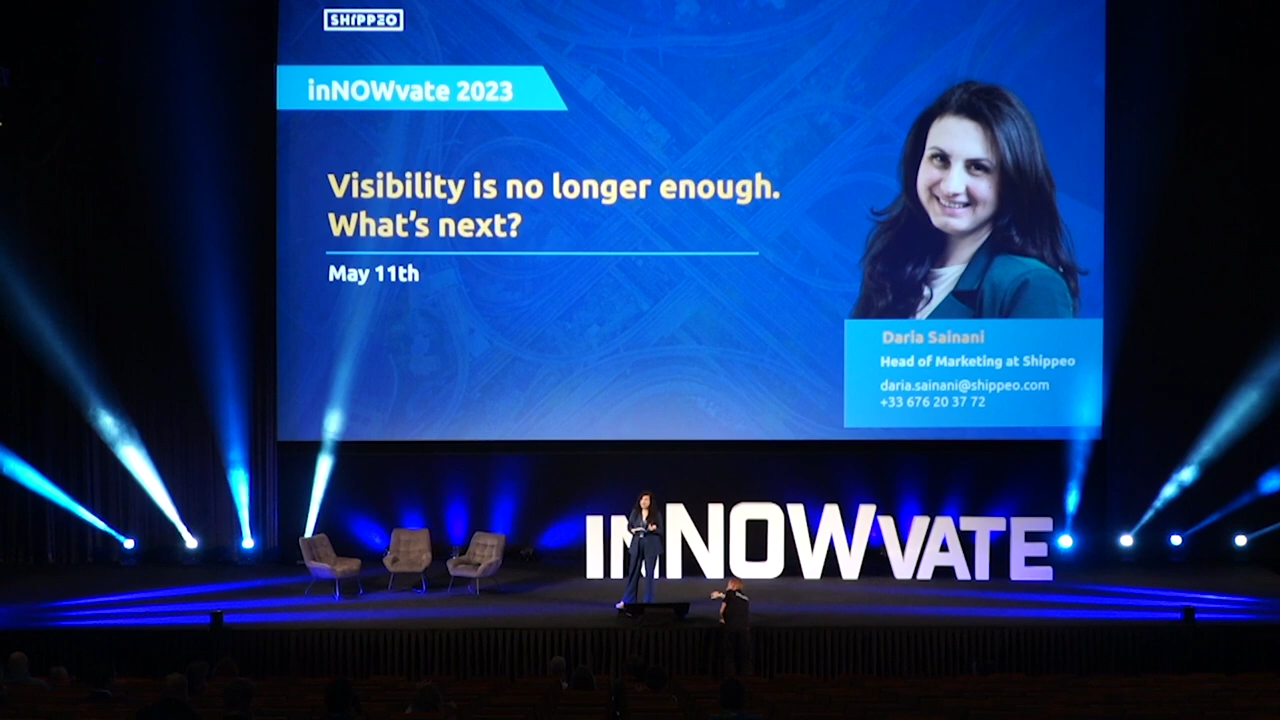 SHIPPEO
inNOWvate 2023
Visibility is no longer enough.
What's next?
May 11th
Daria Sainani
Head of Marketing at Shippeo
daria.sainani@shippeo.com
+33 676 20 37 72
INNOWVATE